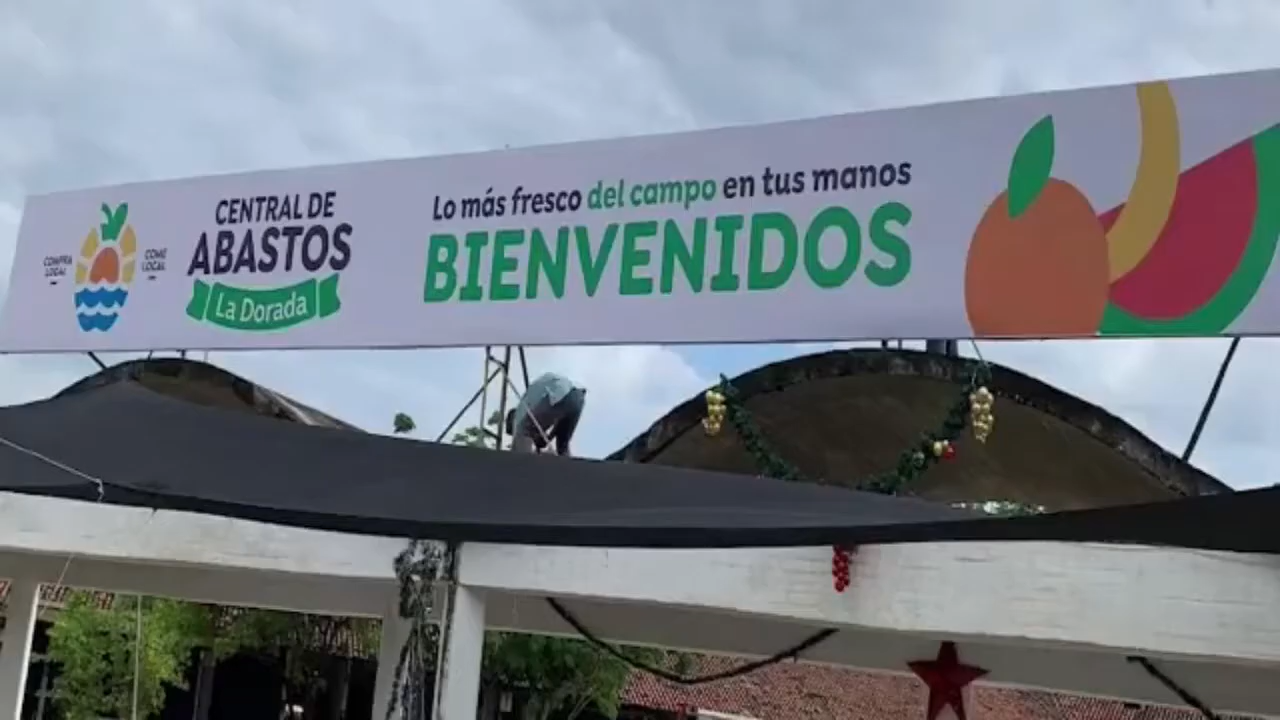 COMPRA
LOCAL
COME
LOCAL
CENTRAL DE
ABASTOS
La Dorada
Lo más fresco del campo en tus manos
BIENVENIDOS